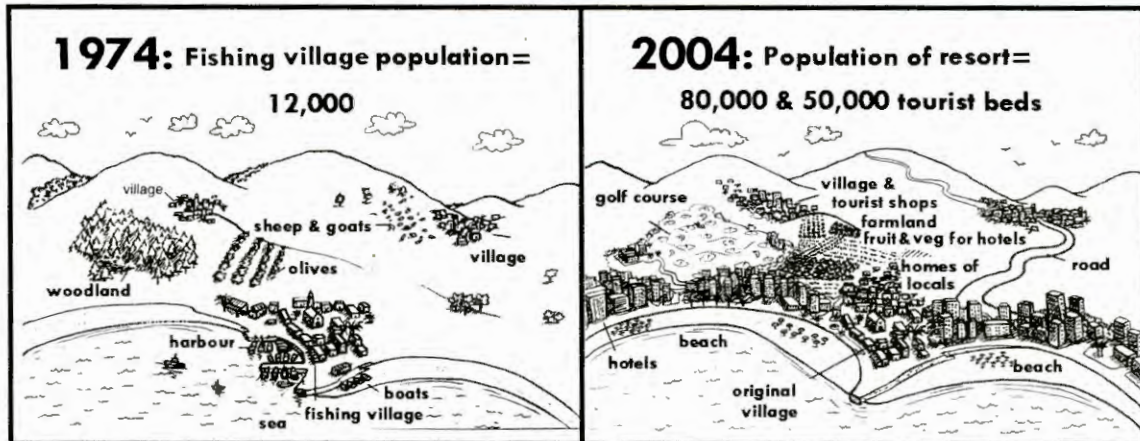 1974: Fishing village population=
12,000
village
sheep & goats
village
olives
woodland
harbour
boats
fishing village
sea
2004: Population of resort=
80,000 & 50,000 tourist beds
golf course
village &
tourist shops
farmland
fruit & veg for hotels
homes of
locals
road
beach
hotels
beach
original
village